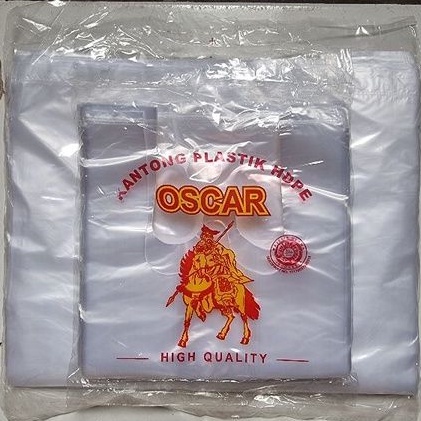 KANTONG PLASTIK HDPE
OSCAR
HIGH QUALITY